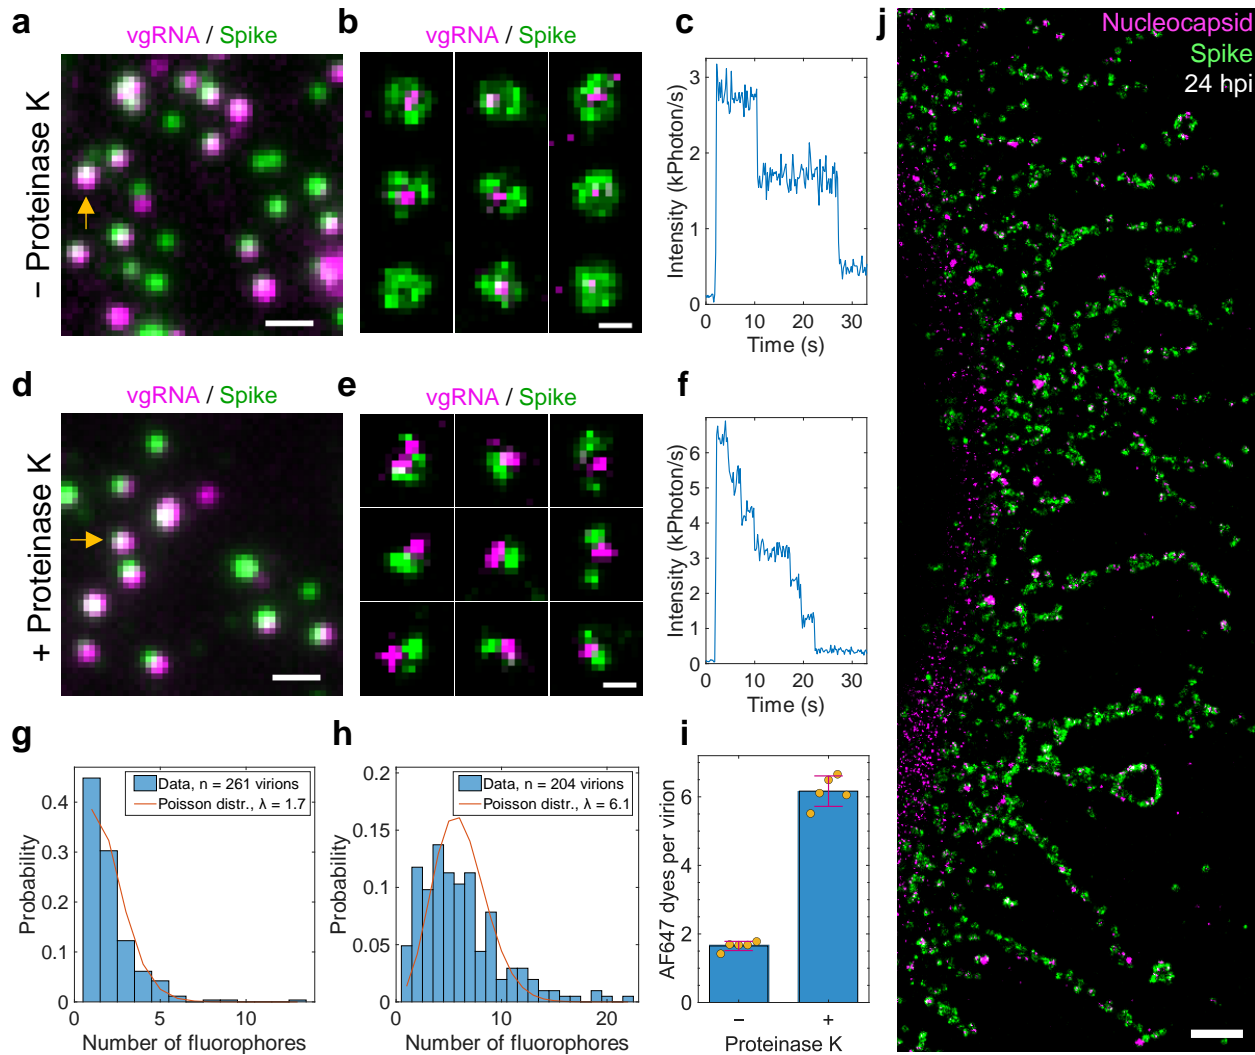 a
vgRNA / Spike
− Proteinase K
b
vgRNA / Spike
c
Intensity (kPhoton/s)
3
2
1
0
0 10 20 30
Time (s)
d
vgRNA / Spike
+ Proteinase K
e
vgRNA / Spike
f
Intensity (kPhoton/s)
6
5
4
3
2
1
0
0 10 20 30
Time (s)
g
Probability
0.4
0.3
0.2
0.1
0
Data, n = 261 virions
Poisson distr., λ = 1.7
0 5 10
Number of fluorophores
h
Probability
0.2
0.15
0.1
0.05
0
Data, n = 204 virions
Poisson distr., λ = 6.1
0 10 20
Number of fluorophores
i
AF647 dyes per virion
6
4
2
0
− +
Proteinase K
j
Nucleocapsid
Spike
24 hpi